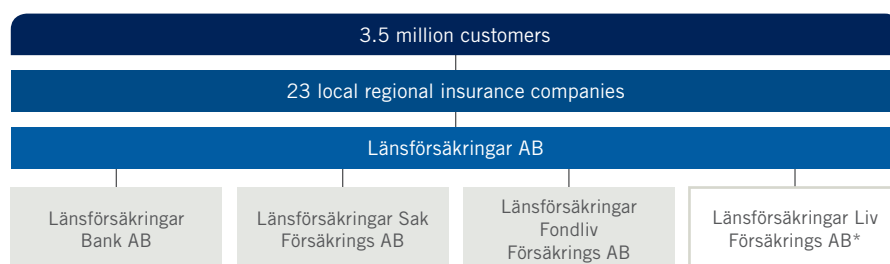 3.5 million customers
23 local regional insurance companies
Länsförsäkringar AB
Länsförsäkringar
Bank AB
Länsförsäkringar Sak
Försäkrings AB
Länsförsäkringar
Fondliv
Försäkrings AB
Länsförsäkringar Liv
Försäkrings AB*